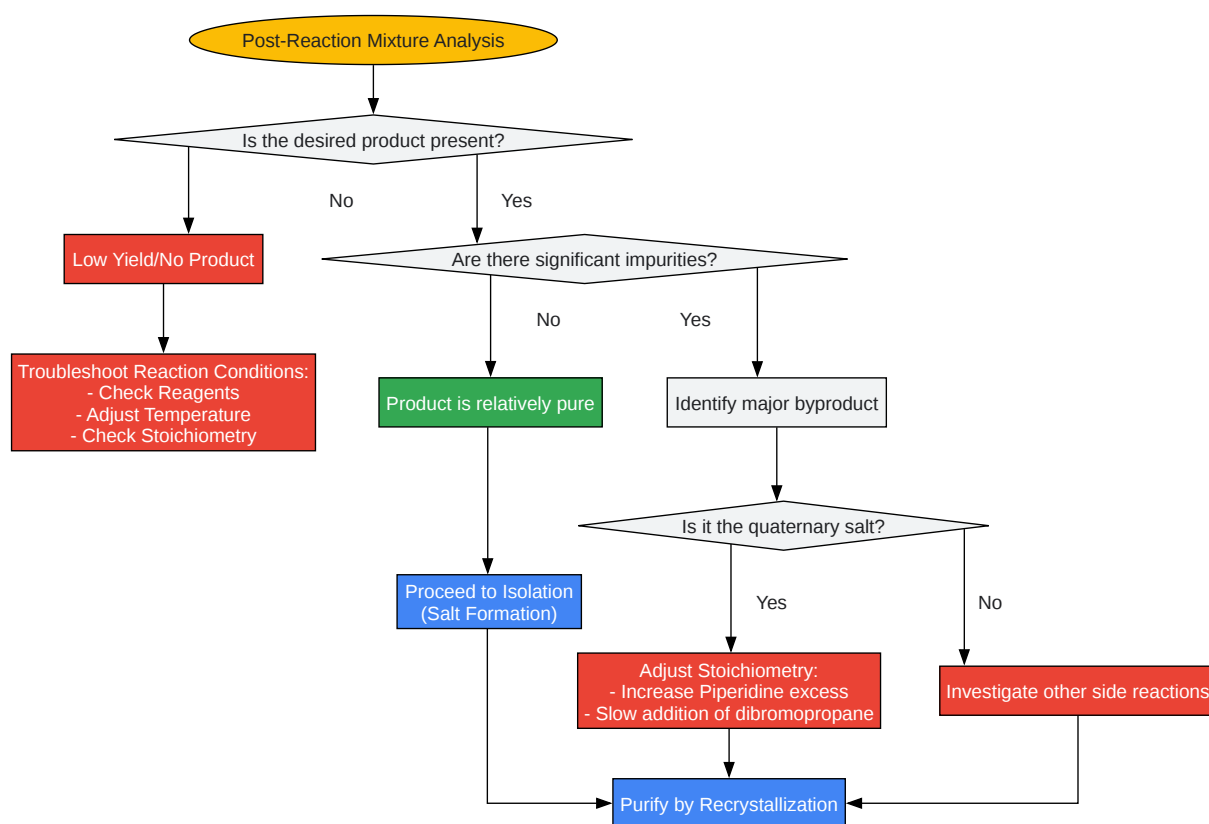 Post-Reaction Mixture Analysis
Is the desired product present?
No
Yes
Low Yield/No Product
Are there significant impurities?
Troubleshoot Reaction Conditions:
- Check Reagents
- Adjust Temperature
- Check Stoichiometry
No
Yes
Product is relatively pure
Identify major byproduct
Is it the quaternary salt?
Proceed to Isolation
(Salt Formation)
Yes
No
Adjust Stoichiometry:
- Increase Piperidine excess
- Slow addition of dibromopropane
Investigate other side reactions
Purify by Recrystallization